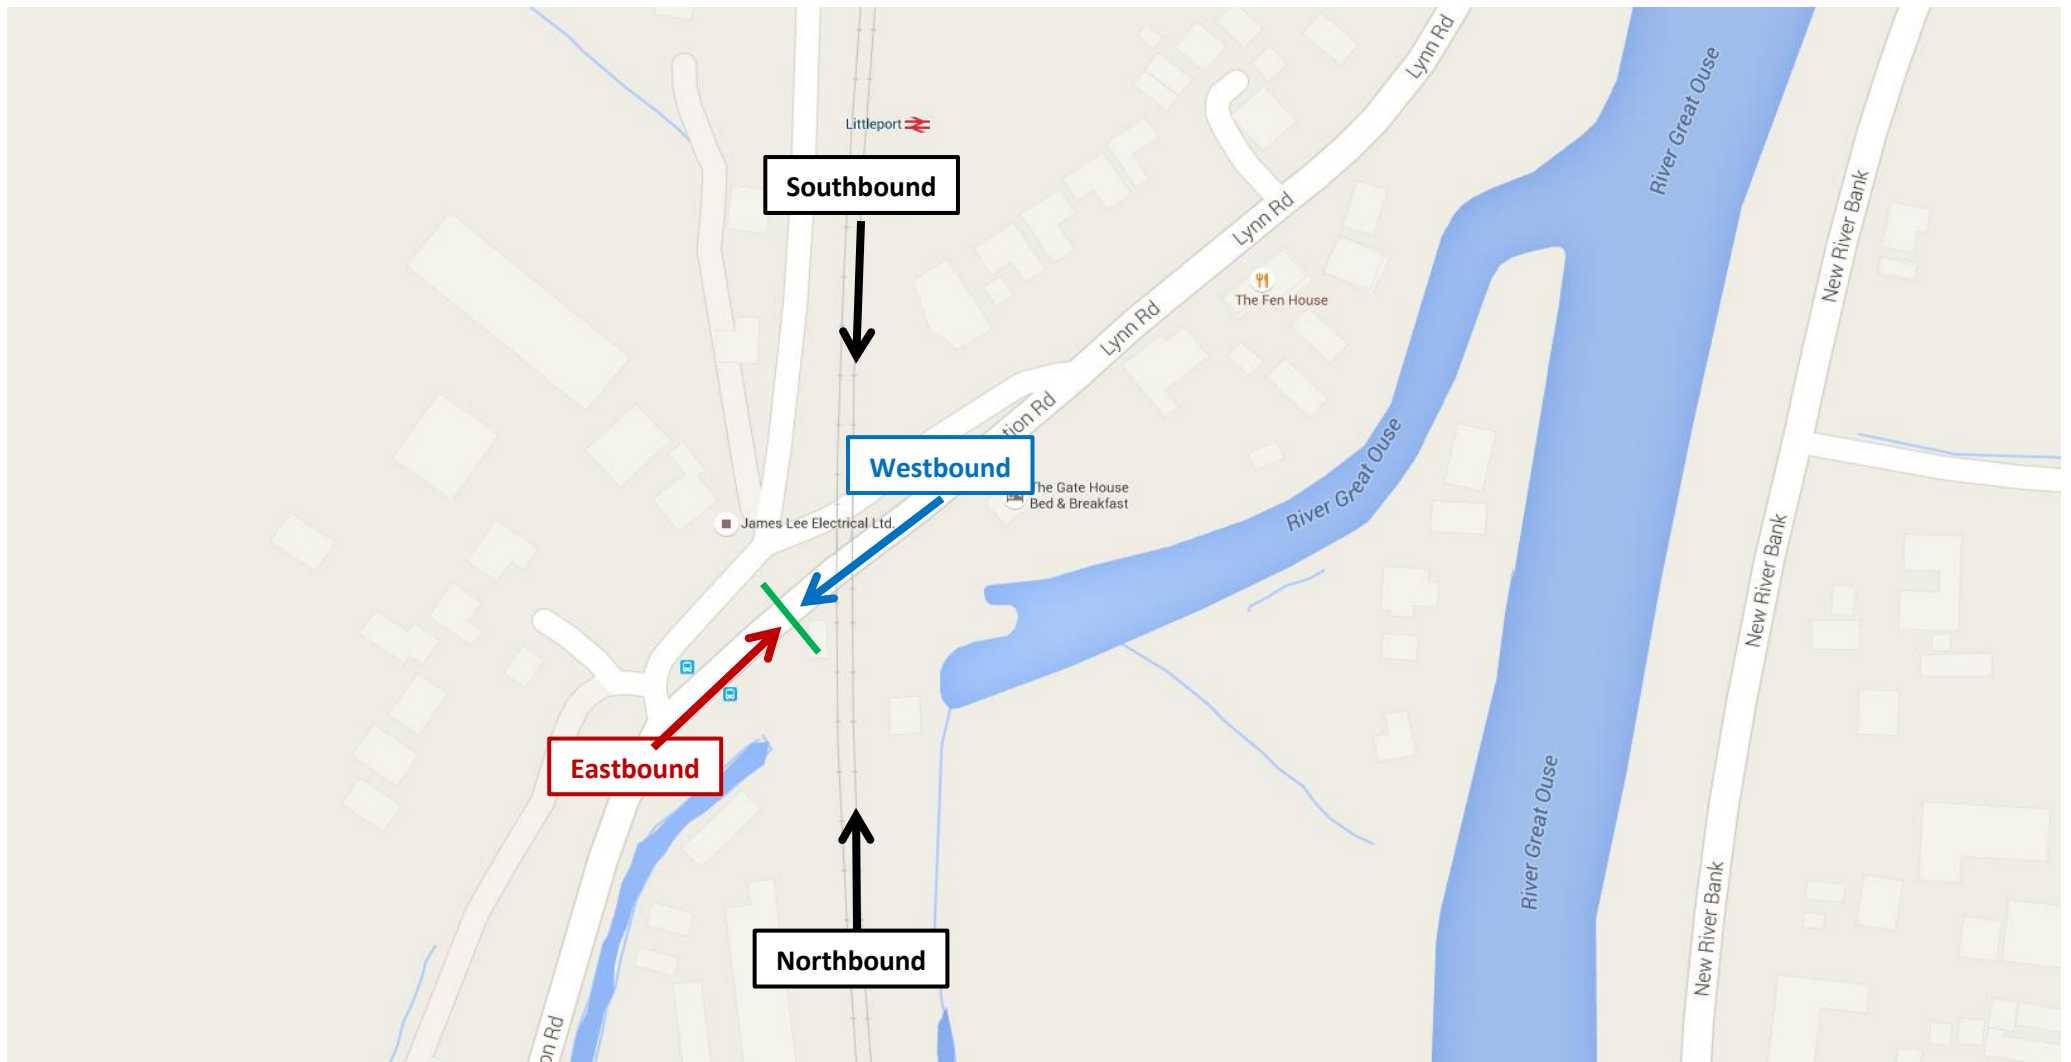 Lynn Rd
River Great Ouse
Littleport
Southbound
New River Bank
Lynn Rd
The Fen House
Lynn Rd
tion Rd
Westbound
The Gate House
Bed & Breakfast
River Great Ouse
James Lee Electrical Ltd.
New River Bank
Eastbound
River Great Ouse
Northbound
New River Bank
on Rd